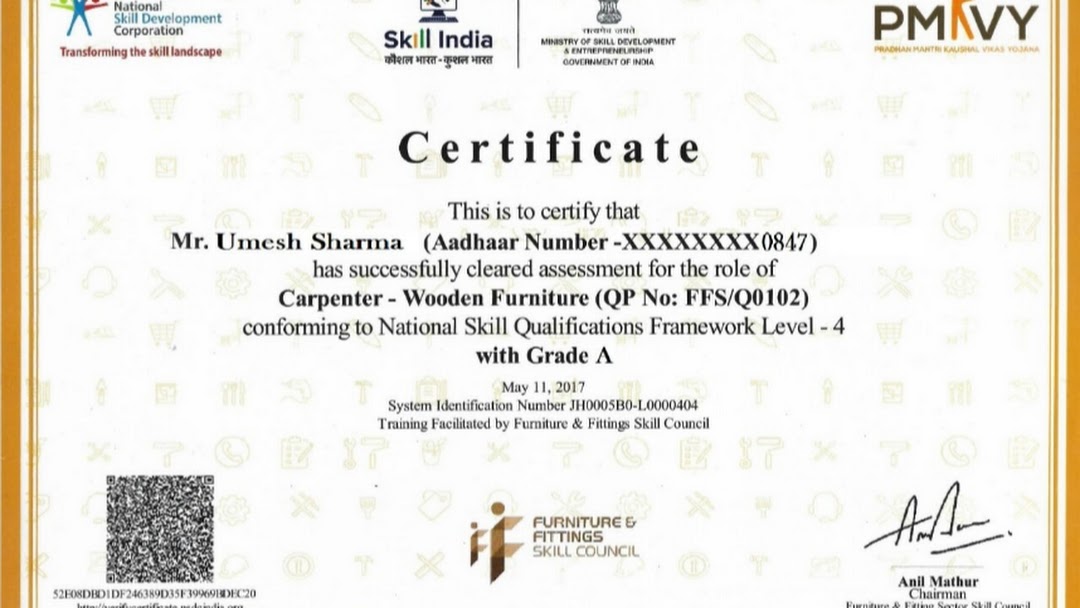 National
Skill Development
Corporation
Transforming the skill landscape
Skill India
कौशल भारत-कुशल भारत
सत्यमेव जयते
MINISTRY OF SKILL DEVELOPMENT
& ENTREPRENEURSHIP
GOVERNMENT OF INDIA
PMKVY
PRADHAN MANTRI KAUSHAL VIKAS YOJANA
Certificate
This is to certify that
Mr. Umesh Sharma (Aadhaar Number -XXXXXXXX0847)
has successfully cleared assessment for the role of
Carpenter - Wooden Furniture (QP No: FFS/Q0102)
conforming to National Skill Qualifications Framework Level - 4
with Grade A
May 11, 2017
System Identification Number JH0005B0-L0000404
Training Facilitated by Furniture & Fittings Skill Council
FURNITURE &
FITTINGS
SKILL COUNCIL
52E08DBD1DF246389D35F39969BDEC20
Anil Mathur
Chairman
Furniture & Fitting Sector Skill Council